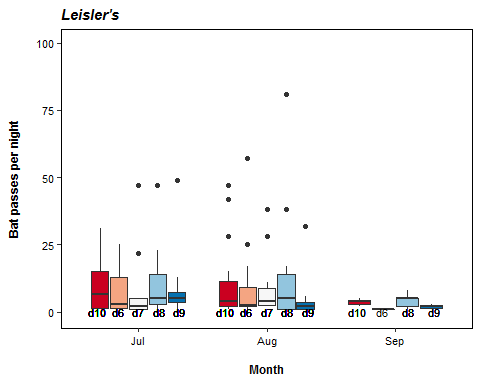 Leisler's
Bat passes per night
100
75
50
25
0
d10 d6 d7 d8 d9 d10 d6 d7 d8 d9 d10 d6 d8 d9
Jul Aug Sep
Month